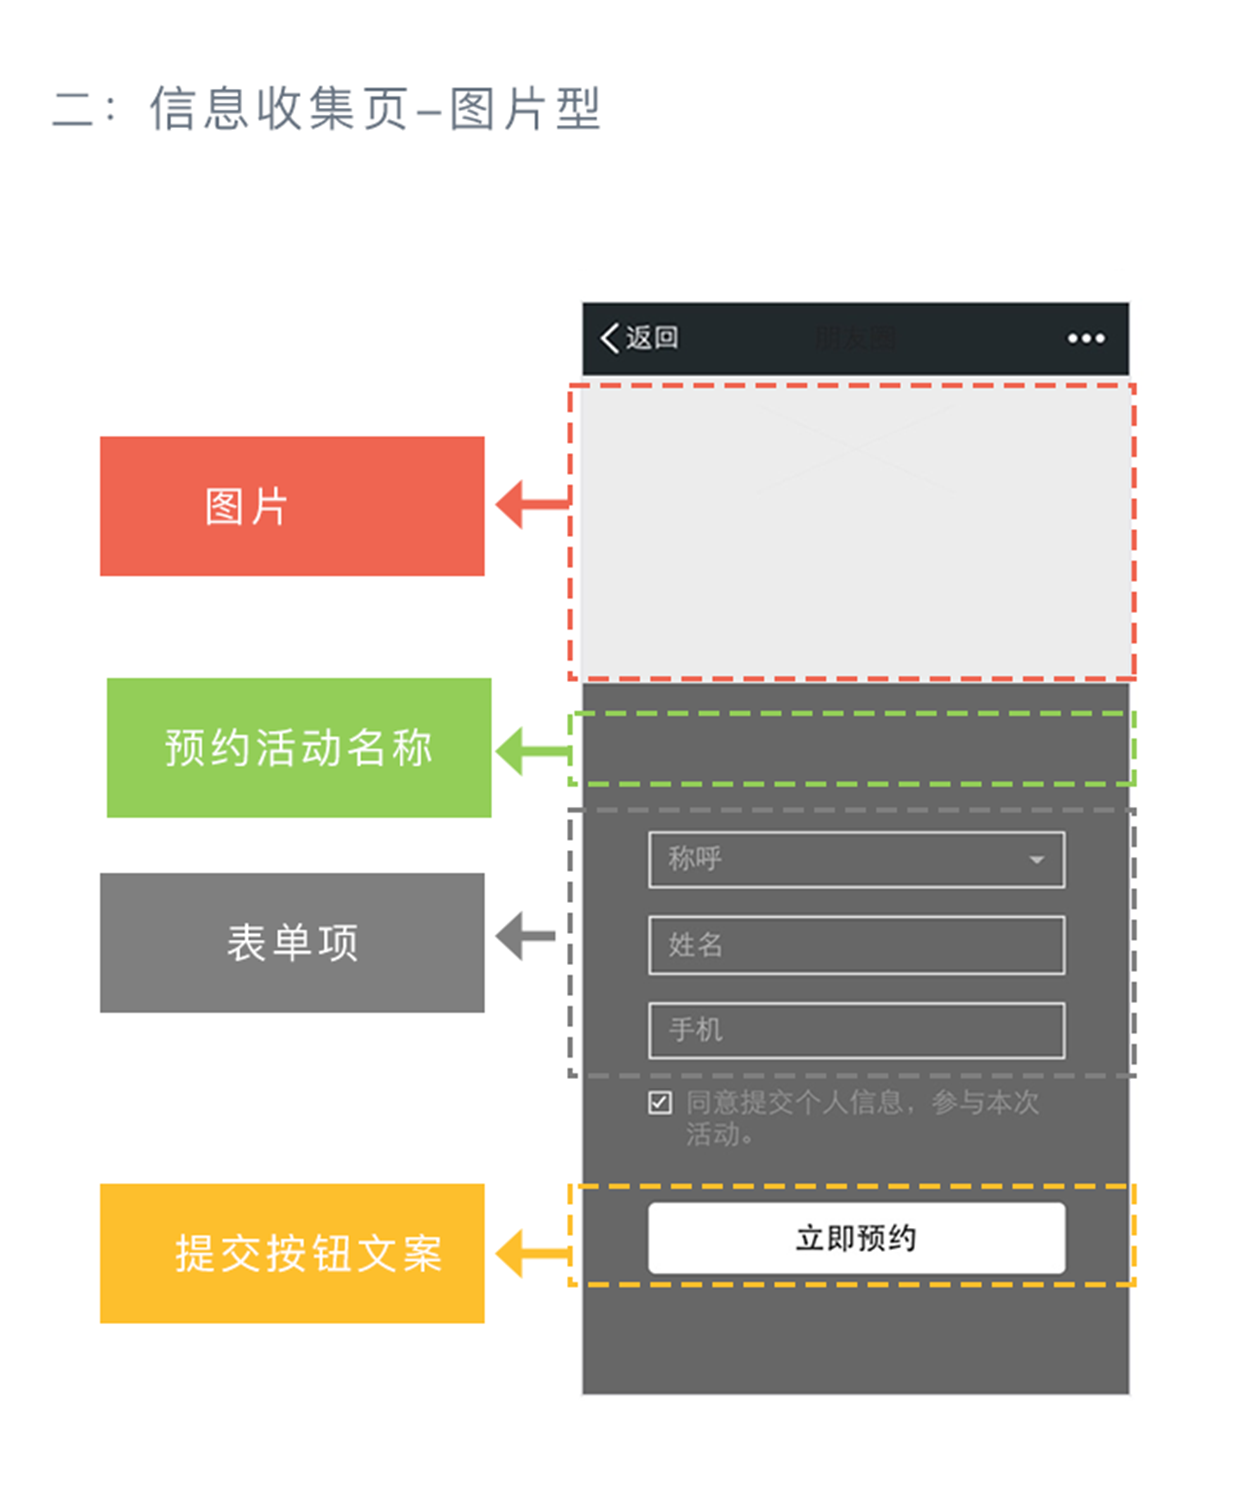 二：信息收集页–图片型
返回
朋友圈
图片
预约活动名称
表单项
称呼
姓名
手机
同意提交个人信息，参与本次
活动。
提交按钮文案
立即预约